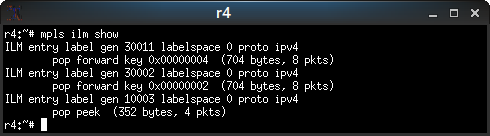 r4
r4:~# mpls ilm show
ILM entry label gen 30011 labelspace 0 proto ipv4
pop forward key 0x00000004 (704 bytes, 8 pkts)
ILM entry label gen 30002 labelspace 0 proto ipv4
pop forward key 0x00000002 (704 bytes, 8 pkts)
ILM entry label gen 10003 labelspace 0 proto ipv4
pop peek (352 bytes, 4 pkts)
r4:~#